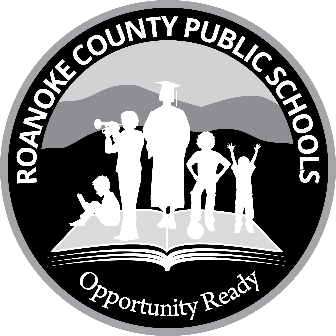 ROANOKE COUNTY PUBLIC SCHOOLS
Opportunity Ready